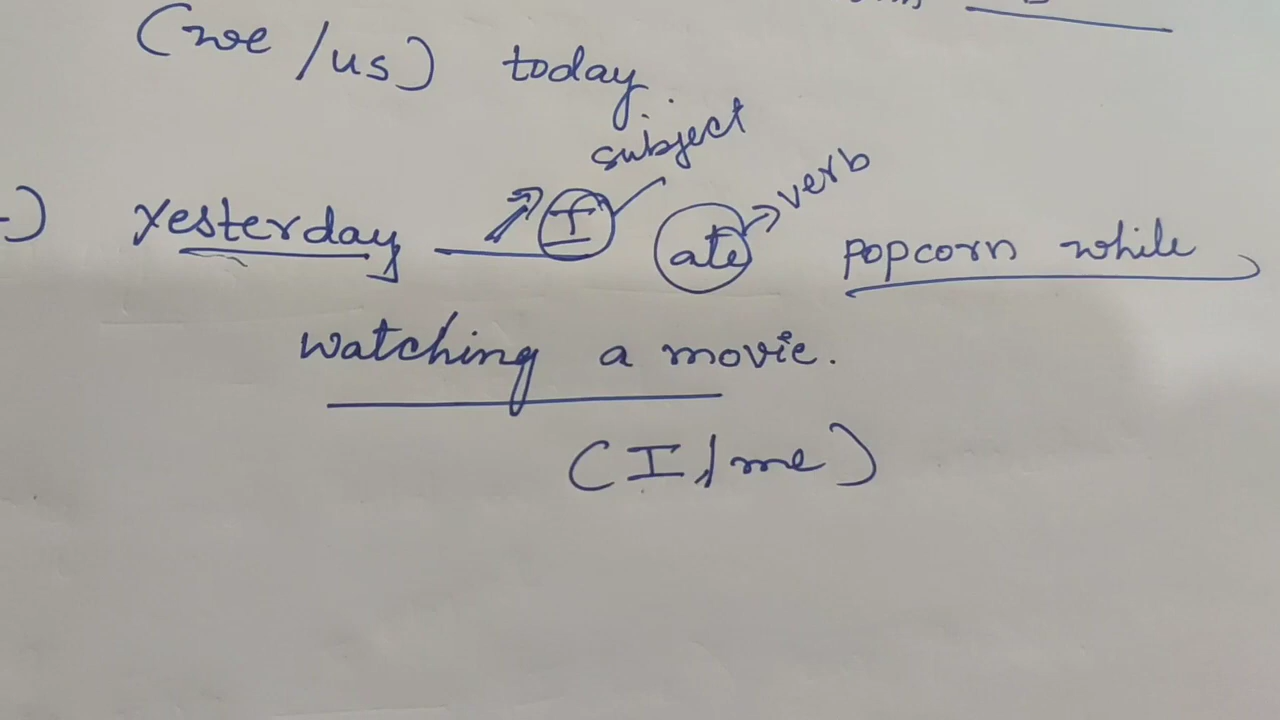 (we /us) today
subject
verb
yesterday I ate popcorn while
watching a movie.
(I/me)